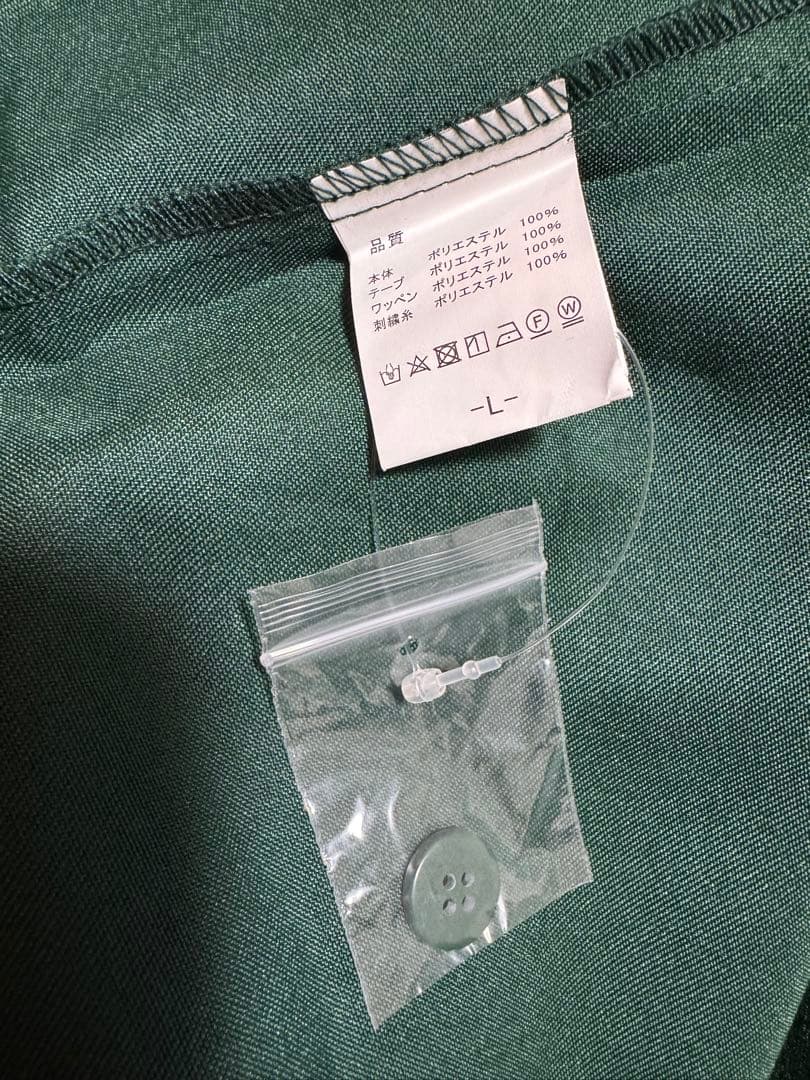 品質
本体 ポリエステル 100%
テープ ポリエステル 100%
ワッペン ポリエステル 100%
刺繍糸 ポリエステル 100%
F W
-L-